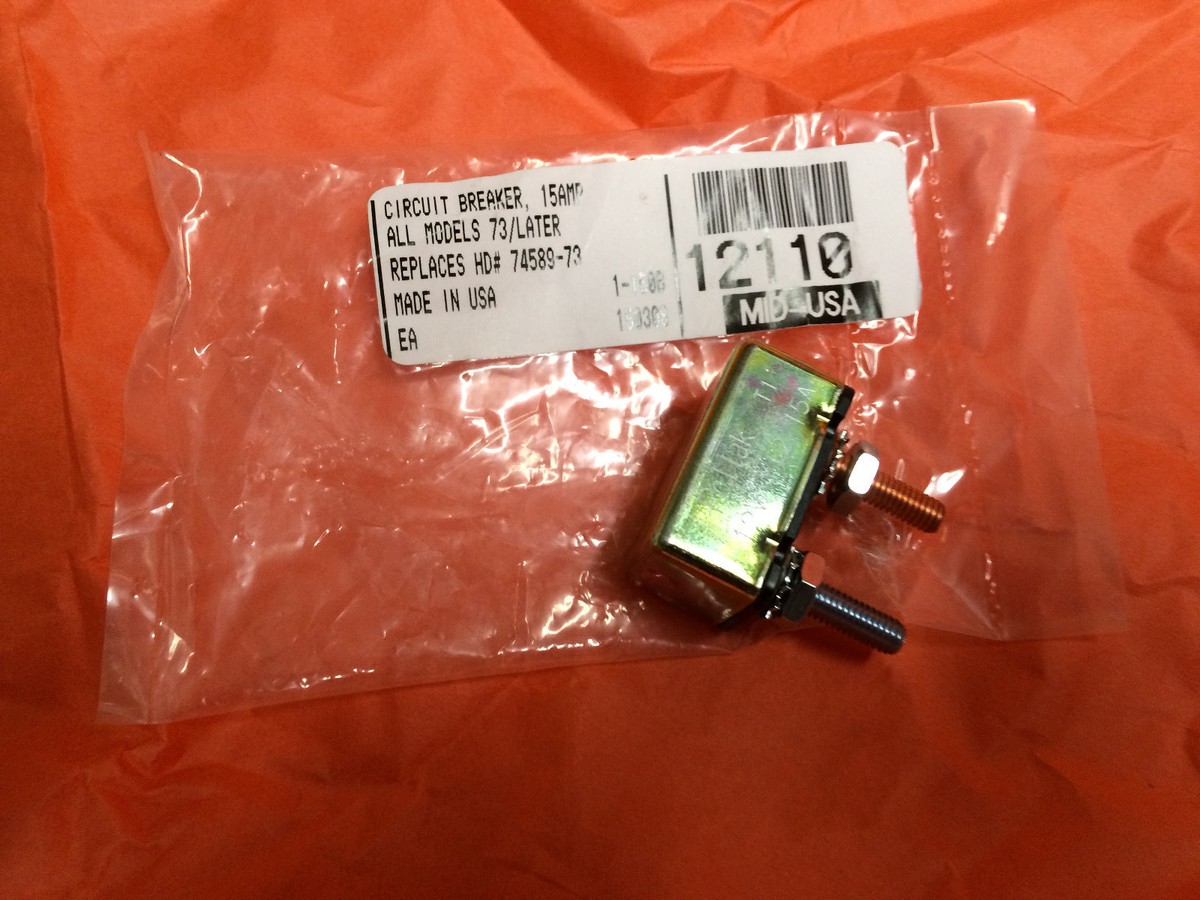 CIRCUIT BREAKER, 15AMP
ALL MODELS 73/LATER
REPLACES HD# 74589-73
MADE IN USA
EA
12110
MID-USA